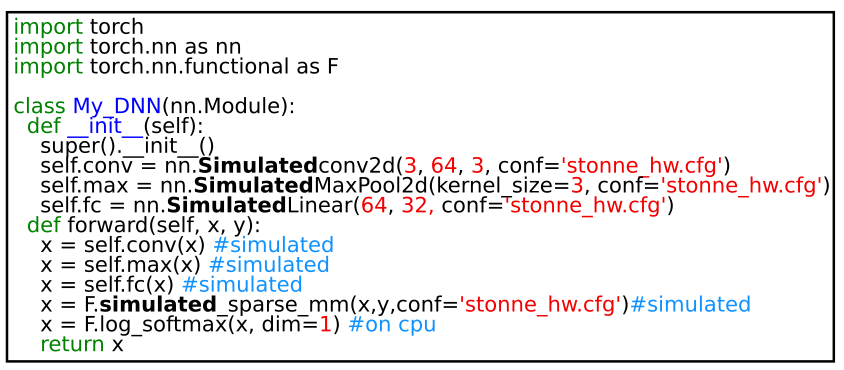 import torch
import torch.nn as nn
import torch.nn.functional as F
class My_DNN(nn.Module):
def __init__(self):
super().__init__()
self.conv = nn.Simulatedconv2d(3, 64, 3, conf='stonne_hw.cfg')
self.max = nn.SimulatedMaxPool2d(kernel_size=3, conf='stonne_hw.cfg')
self.fc = nn.SimulatedLinear(64, 32, conf='stonne_hw.cfg')
def forward(self, x, y):
x = self.conv(x) #simulated
x = self.max(x) #simulated
x = self.fc(x) #simulated
x = F.simulated_sparse_mm(x,y,conf='stonne_hw.cfg')#simulated
x = F.log_softmax(x, dim=1) #on cpu
return x